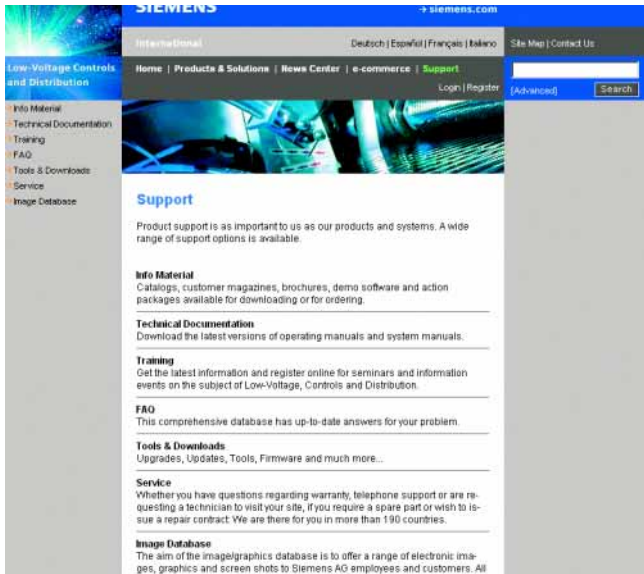 SIEMENS
→ siemens.com
International
Deutsch | Español | Français | Italiano
Site Map | Contact Us
Low-Voltage Controls
and Distribution
Home | Products & Solutions | News Center | e-commerce | Support
Login | Register
[Advanced]
Search
Info Material
Technical Documentation
Training
FAQ
Tools & Downloads
Service
Image Database
Support
Product support is as important to us as our products and systems. A wide
range of support options is available.
Info Material
Catalogs, customer magazines, brochures, demo software and action
packages available for downloading or for ordering.
Technical Documentation
Download the latest versions of operating manuals and system manuals.
Training
Get the latest information and register online for seminars and information
events on the subject of Low-Voltage, Controls and Distribution.
FAQ
This comprehensive database has up-to-date answers for your problem.
Tools & Downloads
Upgrades, Updates, Tools, Firmware and much more...
Service
Whether you have questions regarding warranty, telephone support or are re-
questing a technician to visit your site, if you require a spare part or wish to is-
sue a repair contract: We are there for you in more than 190 countries.
Image Database
The aim of the image/graphics database is to offer a range of electronic ima-
ges, graphics and screen shots to Siemens AG employees and customers. All